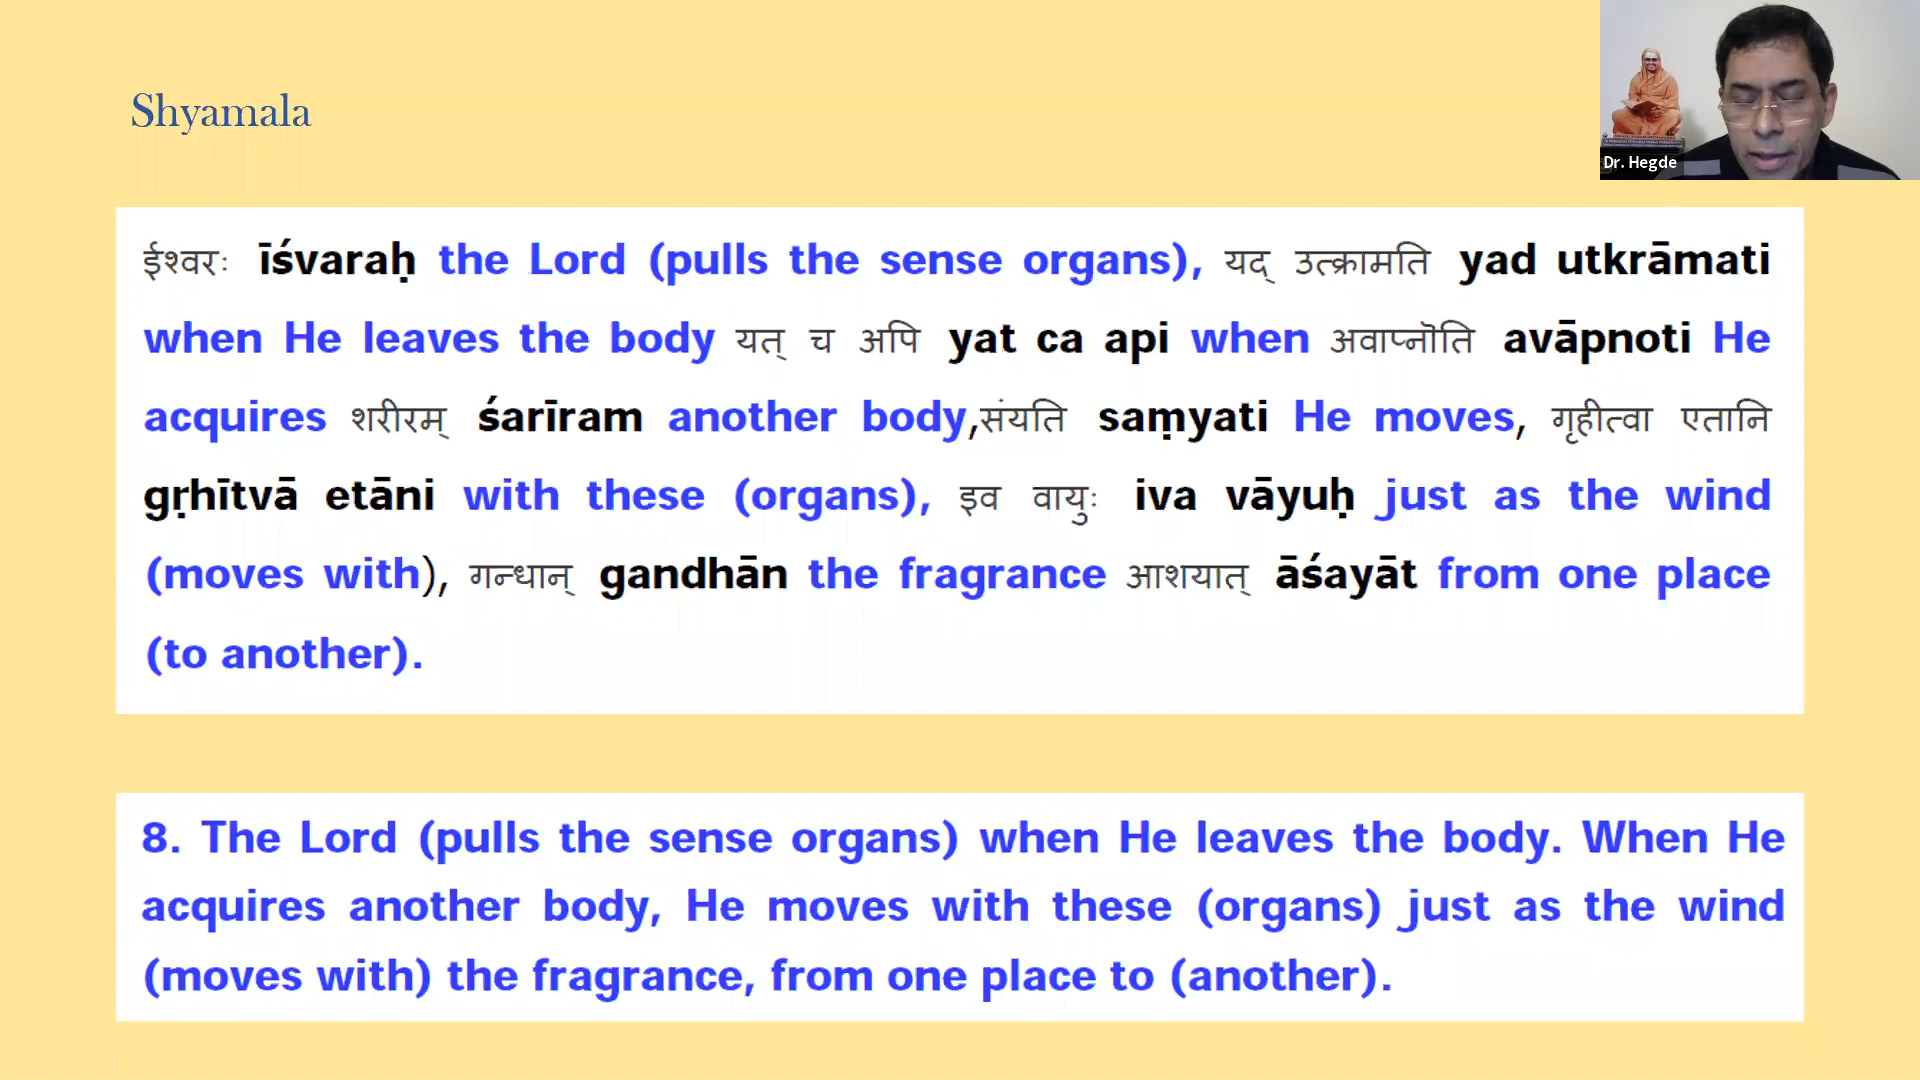 Shyamala
Dr. Hegde
ईश्वरः īśvaraḥ the Lord (pulls the sense organs), यद् उत्क्रामति yad utkrāmati
when He leaves the body यत् च अपि yat ca api when अवाप्नॊति avāpnoti He
acquires शरीरम् śarīram another body,संयति saṃyati He moves, गृहीत्वा एतानि
gṛhītvā etāni with these (organs), इव वायुः iva vāyuḥ just as the wind
(moves with), गन्धान् gandhān the fragrance आशयात् āśayāt from one place
(to another).
8. The Lord (pulls the sense organs) when He leaves the body. When He
acquires another body, He moves with these (organs) just as the wind
(moves with) the fragrance, from one place to (another).